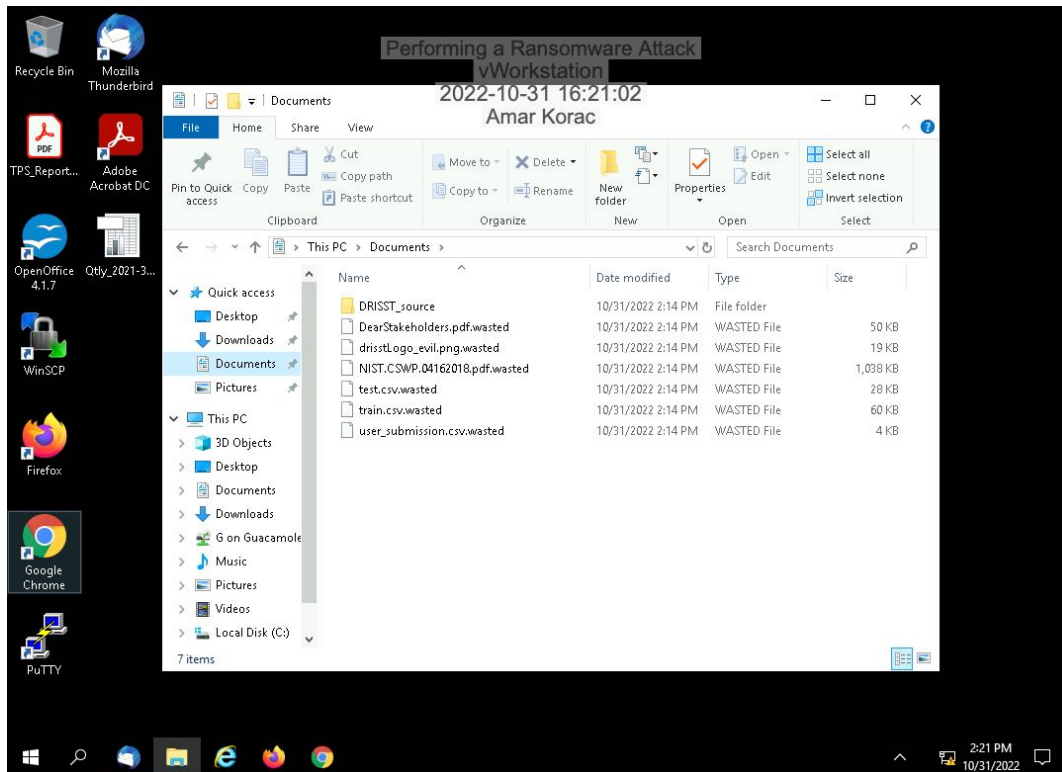 Performing a Ransomware Attack
vWorkstation
2022-10-31 16:21:02
Amar Korac
Recycle Bin
Mozilla
Thunderbird
TPS_Report...
PDF
Adobe
Acrobat DC
OpenOffice
4.1.7
Qtly_2021-3...
WinSCP
Firefox
Google
Chrome
PuTTY
Documents
File Home Share View
Pin to Quick
access
Copy
Paste
Cut
Copy path
Paste shortcut
Clipboard
Move to
Copy to
Delete
Rename
Organize
New
folder
New
Properties
Open
Edit
Open
Select all
Select none
Invert selection
Select
This PC > Documents >
Search Documents
Quick access
Desktop
Downloads
Documents
Pictures
This PC
3D Objects
Desktop
Documents
Downloads
G on Guacamole
Music
Pictures
Videos
Local Disk (C:)
Name Date modified Type Size
DRISST_source 10/31/2022 2:14 PM File folder
DearStakeholders.pdf.wasted 10/31/2022 2:14 PM WASTED File 50 KB
drisstLogo_evil.png.wasted 10/31/2022 2:14 PM WASTED File 19 KB
NIST.CSWP.04162018.pdf.wasted 10/31/2022 2:14 PM WASTED File 1,038 KB
test.csv.wasted 10/31/2022 2:14 PM WASTED File 28 KB
train.csv.wasted 10/31/2022 2:14 PM WASTED File 60 KB
user_submission.csv.wasted 10/31/2022 2:14 PM WASTED File 4 KB
7 items
2:21 PM
10/31/2022